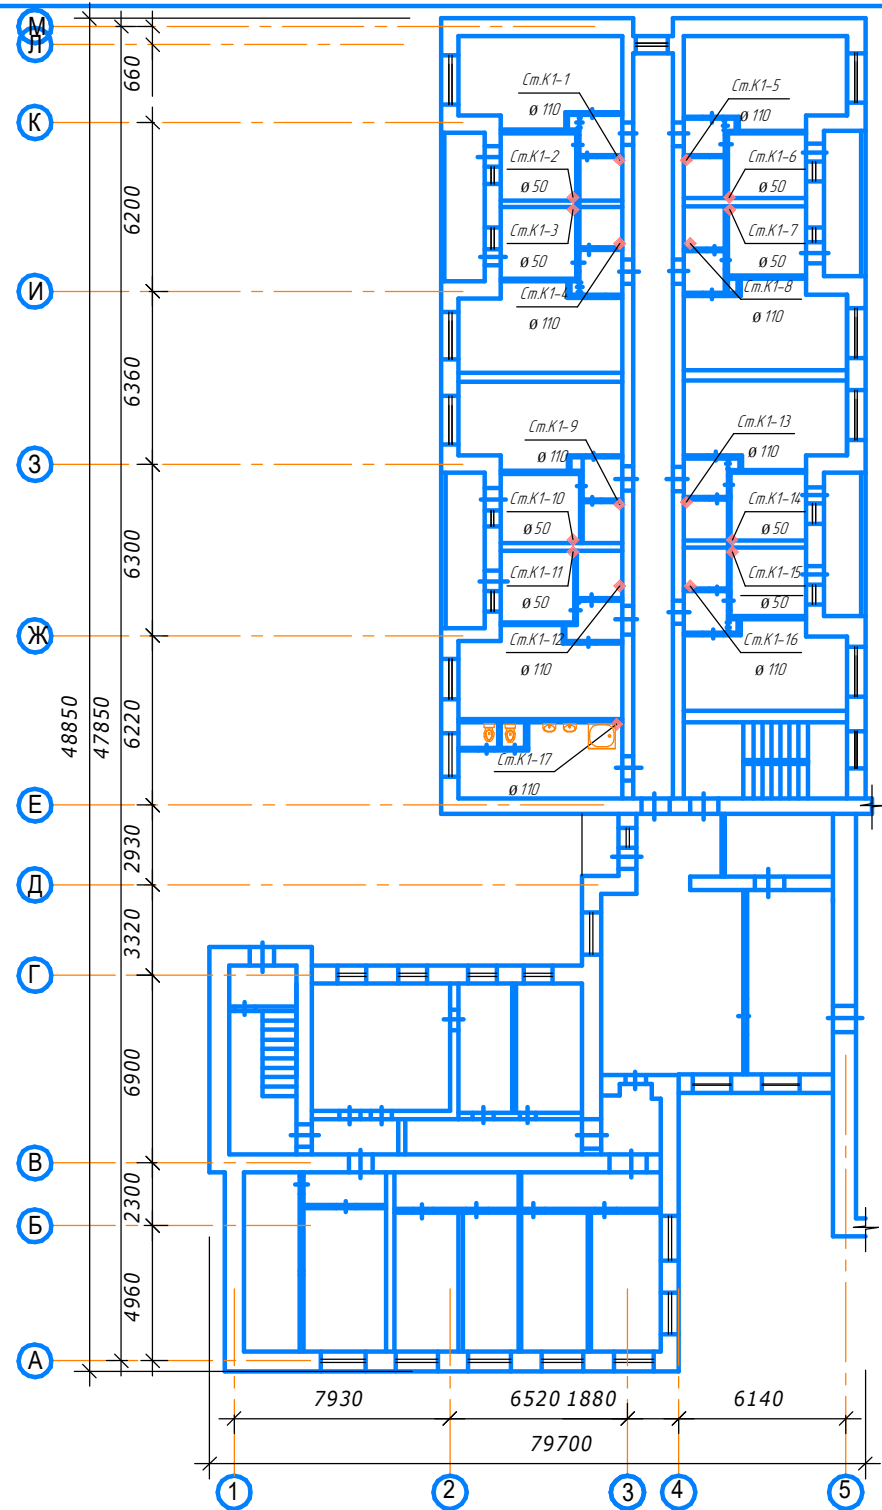 М
Л
660
Ст.К1-1
ø 110
Ст.К1-5
ø 110
К
Ст.К1-2
ø 50
Ст.К1-6
ø 50
6200
Ст.К1-3
ø 50
Ст.К1-7
ø 50
И
Ст.К1-4
ø 110
Ст.К1-8
ø 110
6360
Ст.К1-9
ø 110
Ст.К1-13
ø 110
З
Ст.К1-10
ø 50
Ст.К1-14
ø 50
6300
Ст.К1-11
ø 50
Ст.К1-15
ø 50
Ж
Ст.К1-12
ø 110
Ст.К1-16
ø 110
48850
47850
6220
Ст.К1-17
ø 110
Е
2930
Д
3320
Г
6900
В
2300
Б
4960
А
7930
6520
1880
6140
79700
1
2
3
4
5